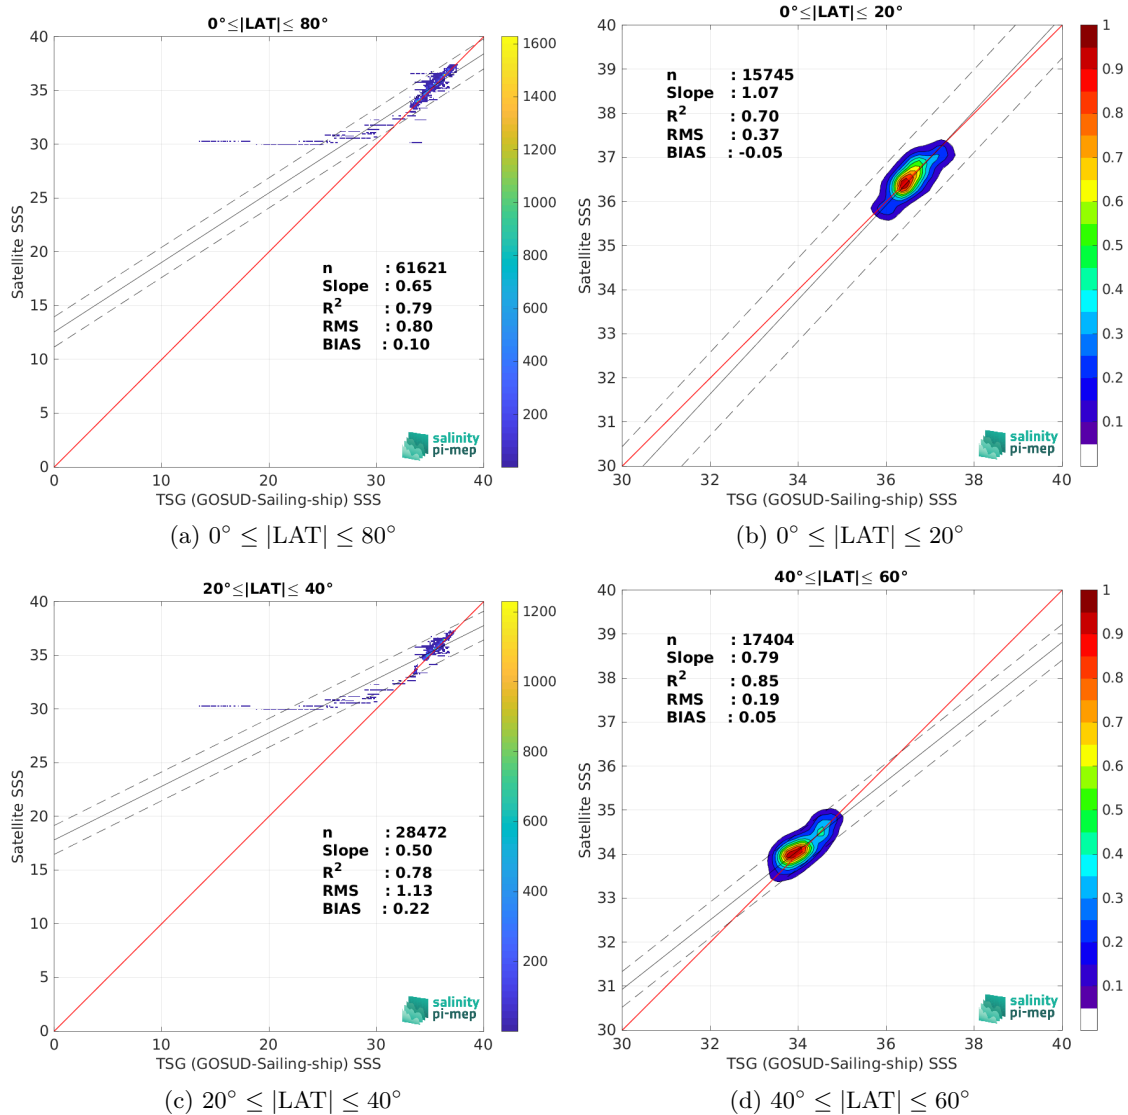 0°≤|LAT|≤ 80°
40
35
30
25
20
15
10
5
0
0
10
20
30
40
Satellite SSS
TSG (GOSUD-Sailing-ship) SSS
n : 61621
Slope : 0.65
R² : 0.79
RMS : 0.80
BIAS : 0.10
salinity
pi-mep
1600
1400
1200
1000
800
600
400
200
(a) 0° ≤ |LAT| ≤ 80°
0°≤|LAT|≤ 20°
40
39
38
37
36
35
34
33
32
31
30
30
32
34
36
38
40
Satellite SSS
TSG (GOSUD-Sailing-ship) SSS
n : 15745
Slope : 1.07
R² : 0.70
RMS : 0.37
BIAS : -0.05
salinity
pi-mep
1
0.9
0.8
0.7
0.6
0.5
0.4
0.3
0.2
0.1
(b) 0° ≤ |LAT| ≤ 20°
20°≤|LAT|≤ 40°
40
35
30
25
20
15
10
5
0
0
10
20
30
40
Satellite SSS
TSG (GOSUD-Sailing-ship) SSS
n : 28472
Slope : 0.50
R² : 0.78
RMS : 1.13
BIAS : 0.22
salinity
pi-mep
1200
1000
800
600
400
200
(c) 20° ≤ |LAT| ≤ 40°
40°≤|LAT|≤ 60°
40
39
38
37
36
35
34
33
32
31
30
30
32
34
36
38
40
Satellite SSS
TSG (GOSUD-Sailing-ship) SSS
n : 17404
Slope : 0.79
R² : 0.85
RMS : 0.19
BIAS : 0.05
salinity
pi-mep
1
0.9
0.8
0.7
0.6
0.5
0.4
0.3
0.2
0.1
(d) 40° ≤ |LAT| ≤ 60°